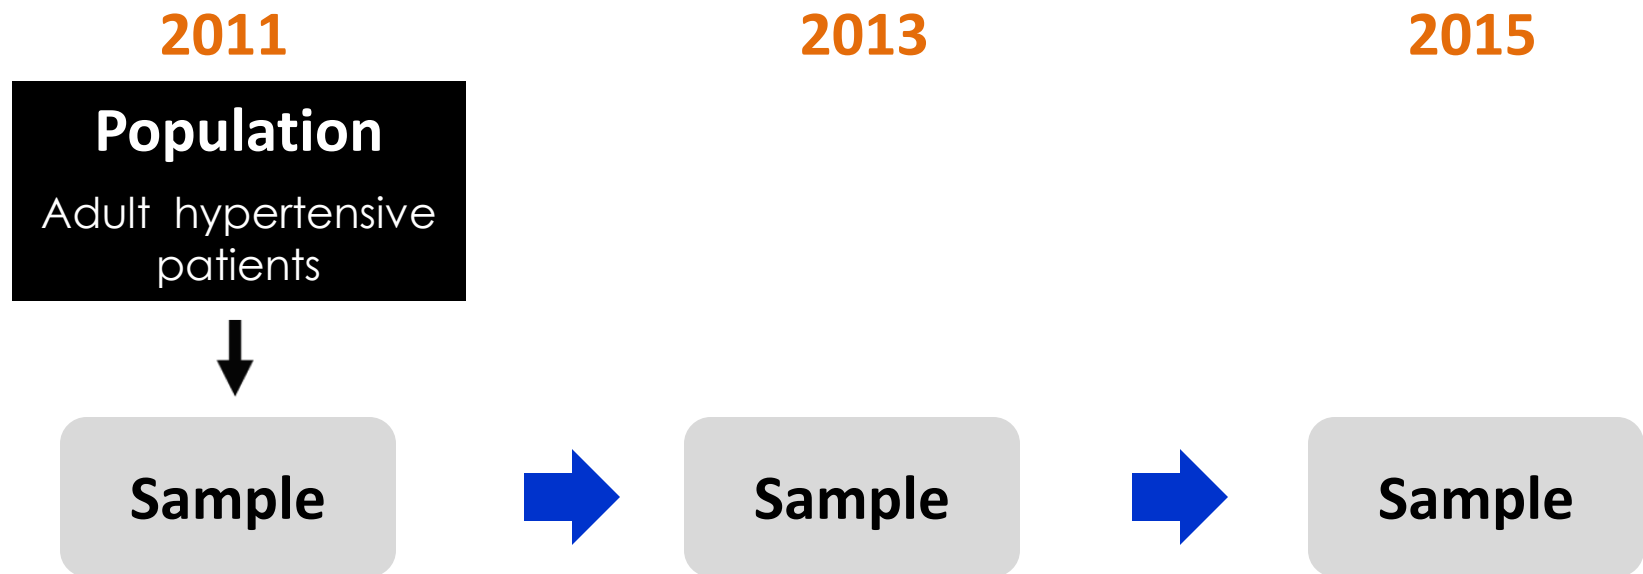 2011
2013
2015
Population
Adult hypertensive
patients
Sample
Sample
Sample